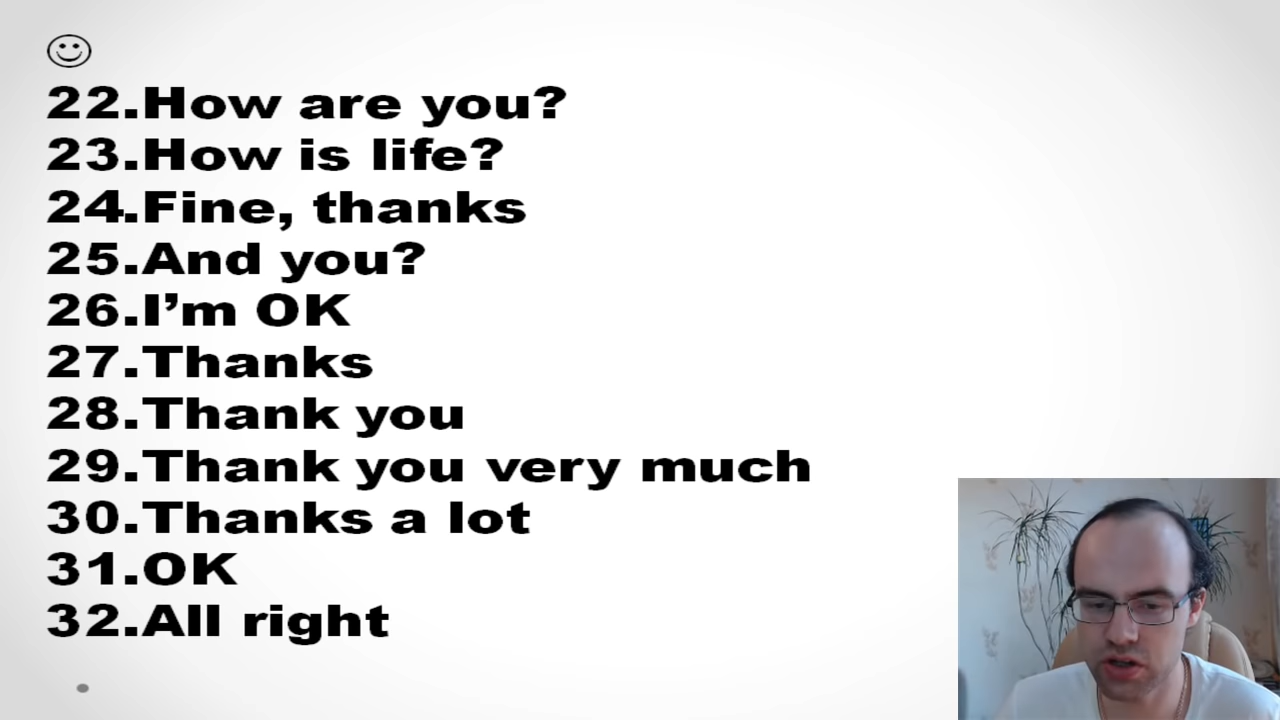 22.How are you?
23.How is life?
24.Fine, thanks
25.And you?
26.I’m OK
27.Thanks
28.Thank you
29.Thank you very much
30.Thanks a lot
31.OK
32.All right